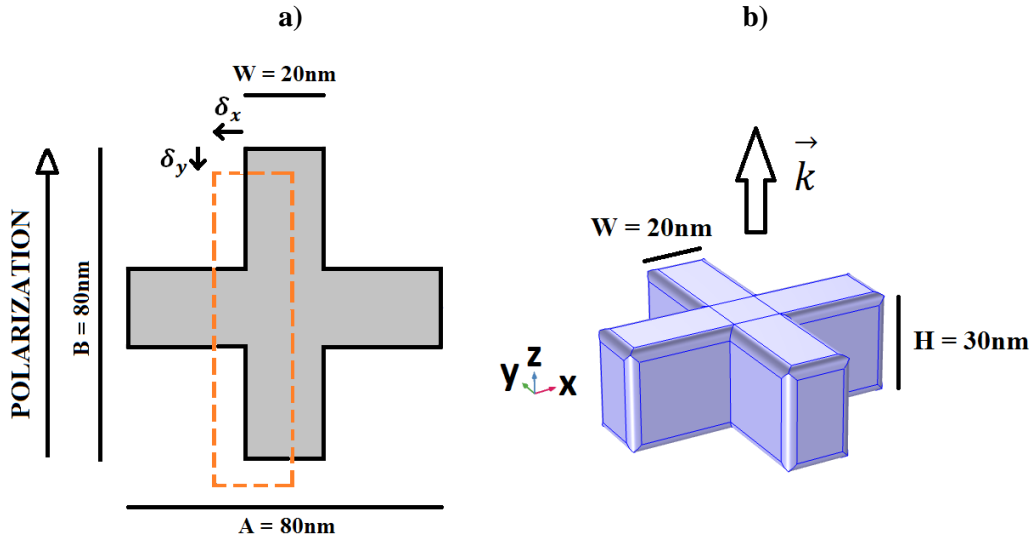 a)
b)
W = 20nm
δx
δy
POLARIZATION
B = 80nm
A = 80nm
k
W = 20nm
H = 30nm
z
y
x